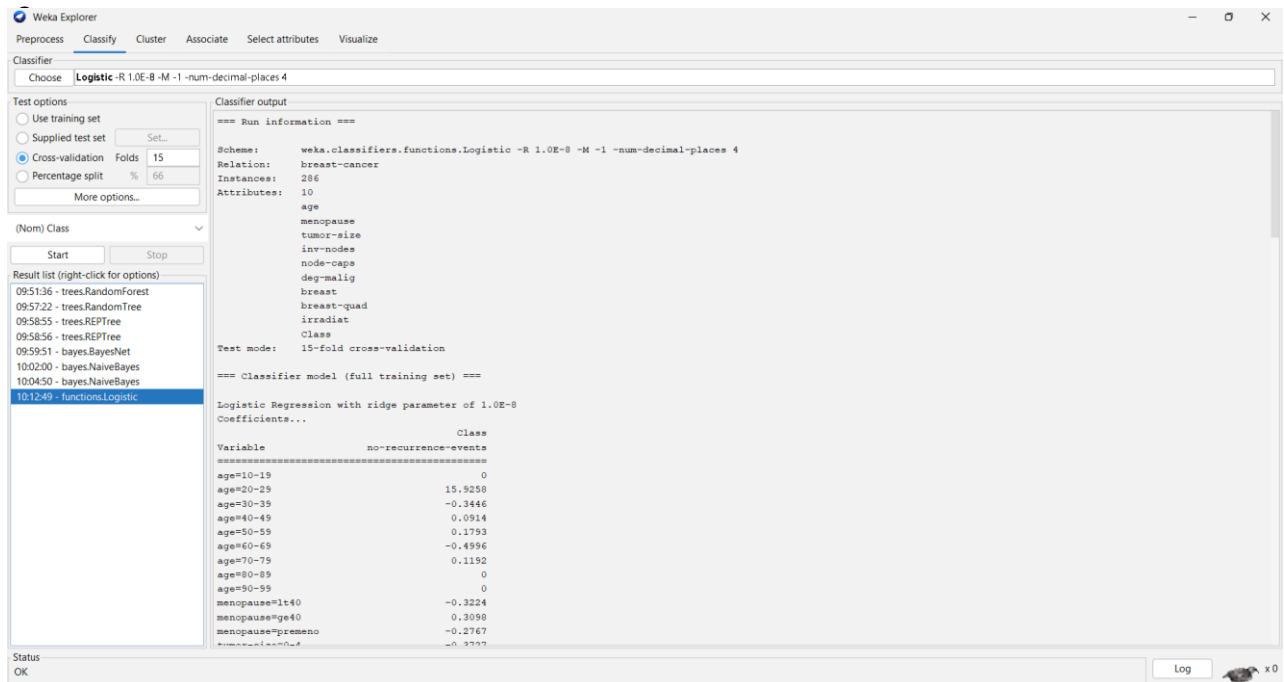 Weka Explorer
Preprocess Classify Cluster Associate Select attributes Visualize
Classifier
Choose Logistic -R 1.0E-8 -M -1 -num-decimal-places 4
Test options
Use training set
Supplied test set Set...
Cross-validation Folds 15
Percentage split % 66
More options...
(Nom) Class
Start Stop
Result list (right-click for options)
09:51:36 - trees.RandomForest
09:57:22 - trees.RandomTree
09:58:55 - trees.REPTree
09:58:56 - trees.REPTree
09:59:51 - bayes.BayesNet
10:02:00 - bayes.NaiveBayes
10:04:50 - bayes.NaiveBayes
10:12:49 - functions.Logistic
Classifier output
=== Run information ===
Scheme: weka.classifiers.functions.Logistic -R 1.0E-8 -M -1 -num-decimal-places 4
Relation: breast-cancer
Instances: 286
Attributes: 10
age
menopause
tumor-size
inv-nodes
node-caps
deg-malig
breast
breast-quad
irradiat
Class
Test mode: 15-fold cross-validation
=== Classifier model (full training set) ===
Logistic Regression with ridge parameter of 1.0E-8
Coefficients...
Class
Variable no-recurrence-events
===============================================
age=10-19 0
age=20-29 15.9258
age=30-39 -0.3446
age=40-49 0.0914
age=50-59 0.1793
age=60-69 -0.4996
age=70-79 0.1192
age=80-89 0
age=90-99 0
menopause=lt40 -0.3224
menopause=ge40 0.3098
menopause=premeno -0.2767
tumor-size=0-4 -0.3727
Status
OK
Log x 0